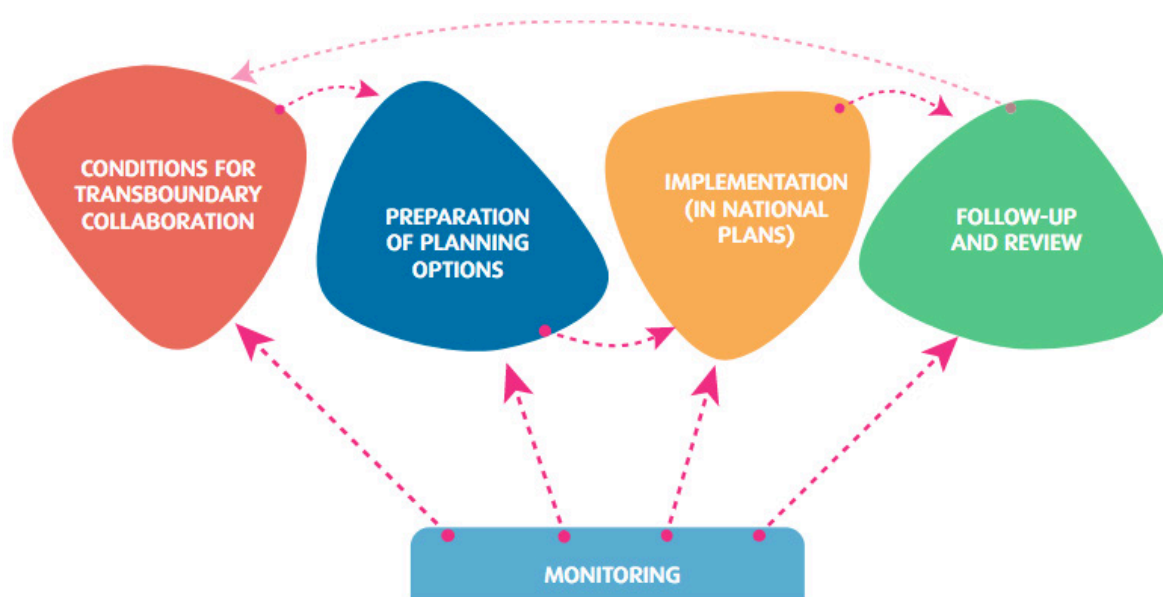 CONDITIONS FOR
TRANSBOUNDARY
COLLABORATION
PREPARATION
OF PLANNING
OPTIONS
IMPLEMENTATION
(IN NATIONAL
PLANS)
FOLLOW-UP
AND REVIEW
MONITORING